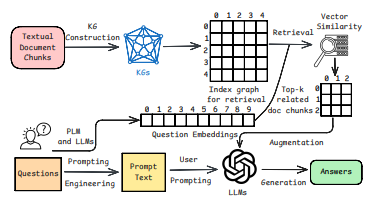 Textual
Document
Chunks
KG
Construction
KGs
0 1 2 3 4
0
1
2
3
4
Index graph
for retrieval
Retrieval
Vector
Similarity
Top-k
related
doc chunks
0 1 2
0
1
2
PLM
and LLMs
0 1 2 3 4 5 6 7 8 9
Question Embeddings
Augmentation
Questions
Prompting
Engineering
Prompt
Text
User
Prompting
LLMs
Generation
Answers